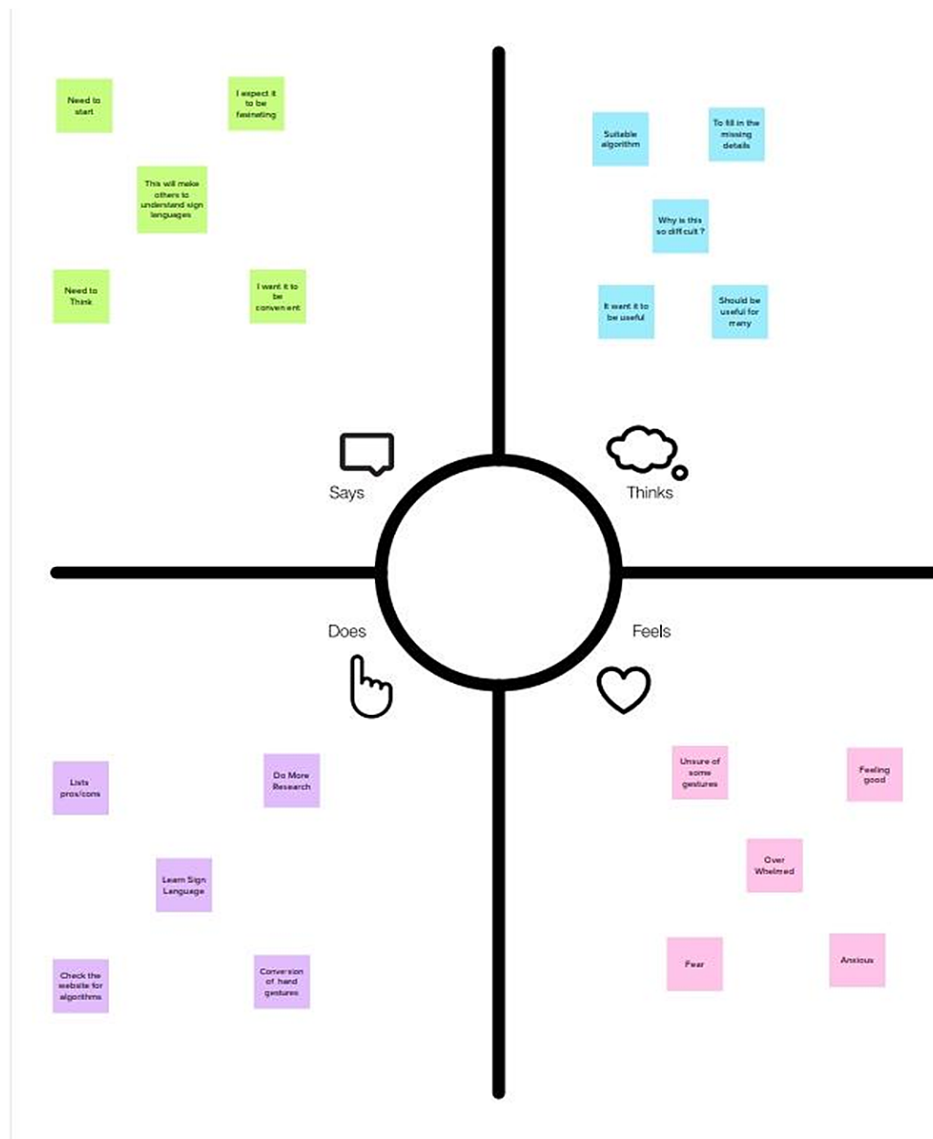 Need to
start
I expect it
to be
fasinating
This will make
others to
understand sign
languages
Need to
Think
I want it to
be
convenient
Suitable
algorithm
To fill in the
missing
details
Why is this
so difficult ?
It want it to
be useful
Should be
useful for
many
Says
Thinks
Does
Feels
Lists
pros/cons
Do More
Research
Learn Sign
Language
Check the
website for
algorithms
Conversion
of hand
gestures
Unsure of
some
gestures
Feeling
good
Over
Whelmed
Fear
Anxious